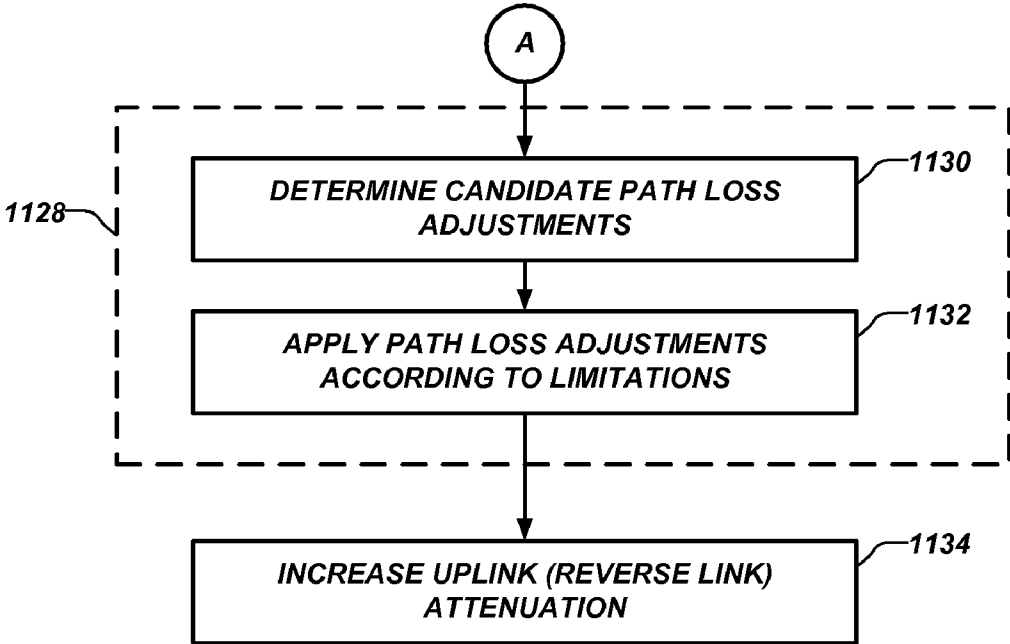 A
1130
DETERMINE CANDIDATE PATH LOSS
ADJUSTMENTS
1128
1132
APPLY PATH LOSS ADJUSTMENTS
ACCORDING TO LIMITATIONS
1134
INCREASE UPLINK (REVERSE LINK)
ATTENUATION